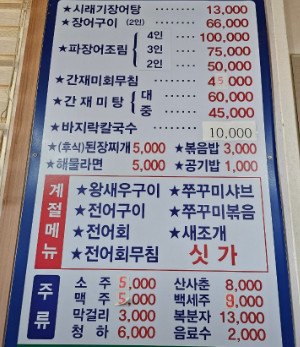 ★시래기장어탕 ········ 13,000
★장어구이 (2인) ········ 66,000
★파장어조림 { 4인 ······ 100,000
3인 ······ 75,000
2인 ······ 50,000
★간재미회무침 ········ 45,000
★간재미탕 { 대 ········ 60,000
중 ········ 45,000
★바지락칼국수 ········ 10,000
★(후식)된장찌개 5,000 ★볶음밥 3,000
★해물라면 5,000 ★공기밥 1,000
계절메뉴
★왕새우구이 ★쭈꾸미샤브
★전어구이 ★쭈꾸미볶음
★전어회 ★새조개
★전어회무침 싯가
주류
소주 5,000 산사춘 8,000
맥주 5,000 백세주 9,000
막걸리 3,000 복분자 13,000
청하 6,000 음료수 2,000